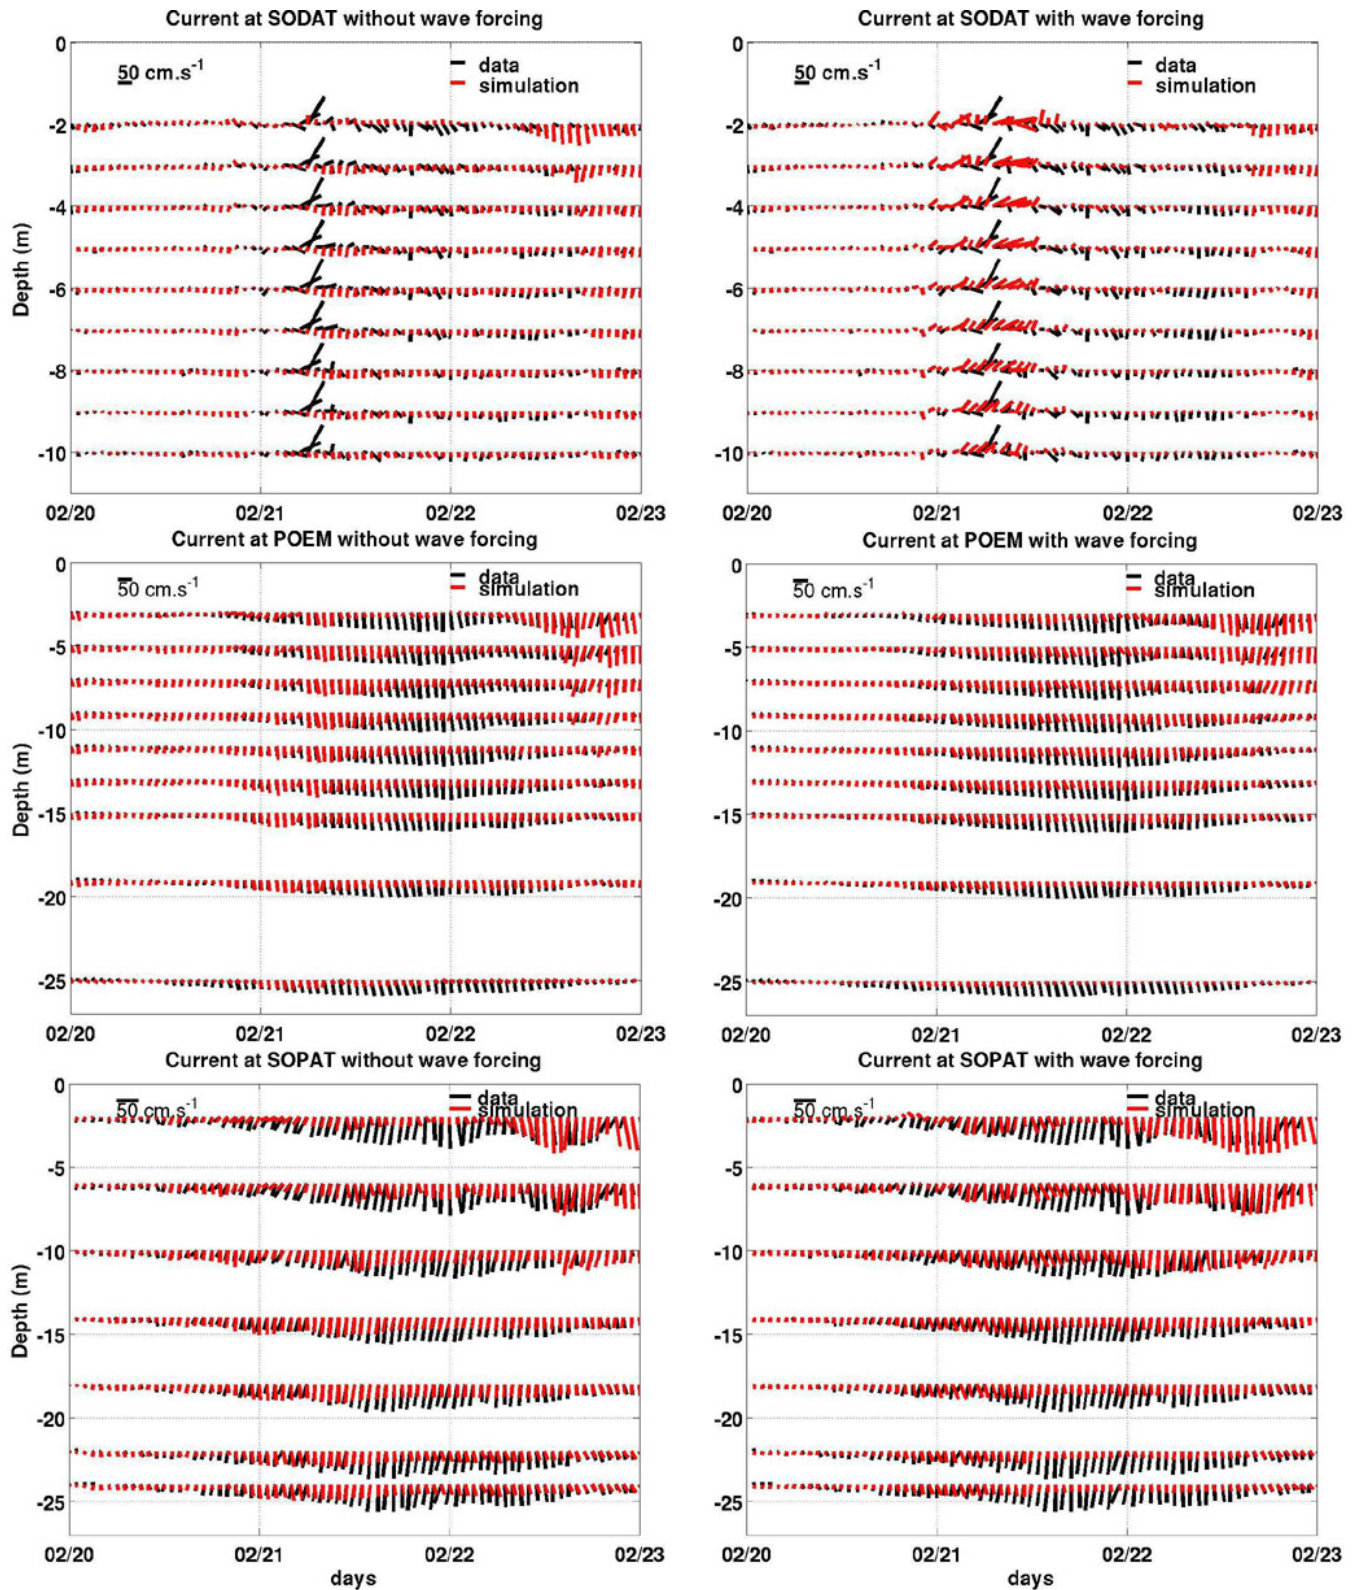 Current at SODAT without wave forcing
0
50 cm.s-1
data
simulation
-2
-4
-6
-8
-10
Depth (m)
02/20 02/21 02/22 02/23
Current at SODAT with wave forcing
0
50 cm.s-1
data
simulation
-2
-4
-6
-8
-10
02/20 02/21 02/22 02/23
Current at POEM without wave forcing
0
50 cm.s-1
data
simulation
-5
-10
-15
-20
-25
Depth (m)
02/20 02/21 02/22 02/23
Current at POEM with wave forcing
0
50 cm.s-1
data
simulation
-5
-10
-15
-20
-25
02/20 02/21 02/22 02/23
Current at SOPAT without wave forcing
0
50 cm.s-1
data
simulation
-5
-10
-15
-20
-25
Depth (m)
02/20 02/21 02/22 02/23
days
Current at SOPAT with wave forcing
0
50 cm.s-1
data
simulation
-5
-10
-15
-20
-25
02/20 02/21 02/22 02/23
days